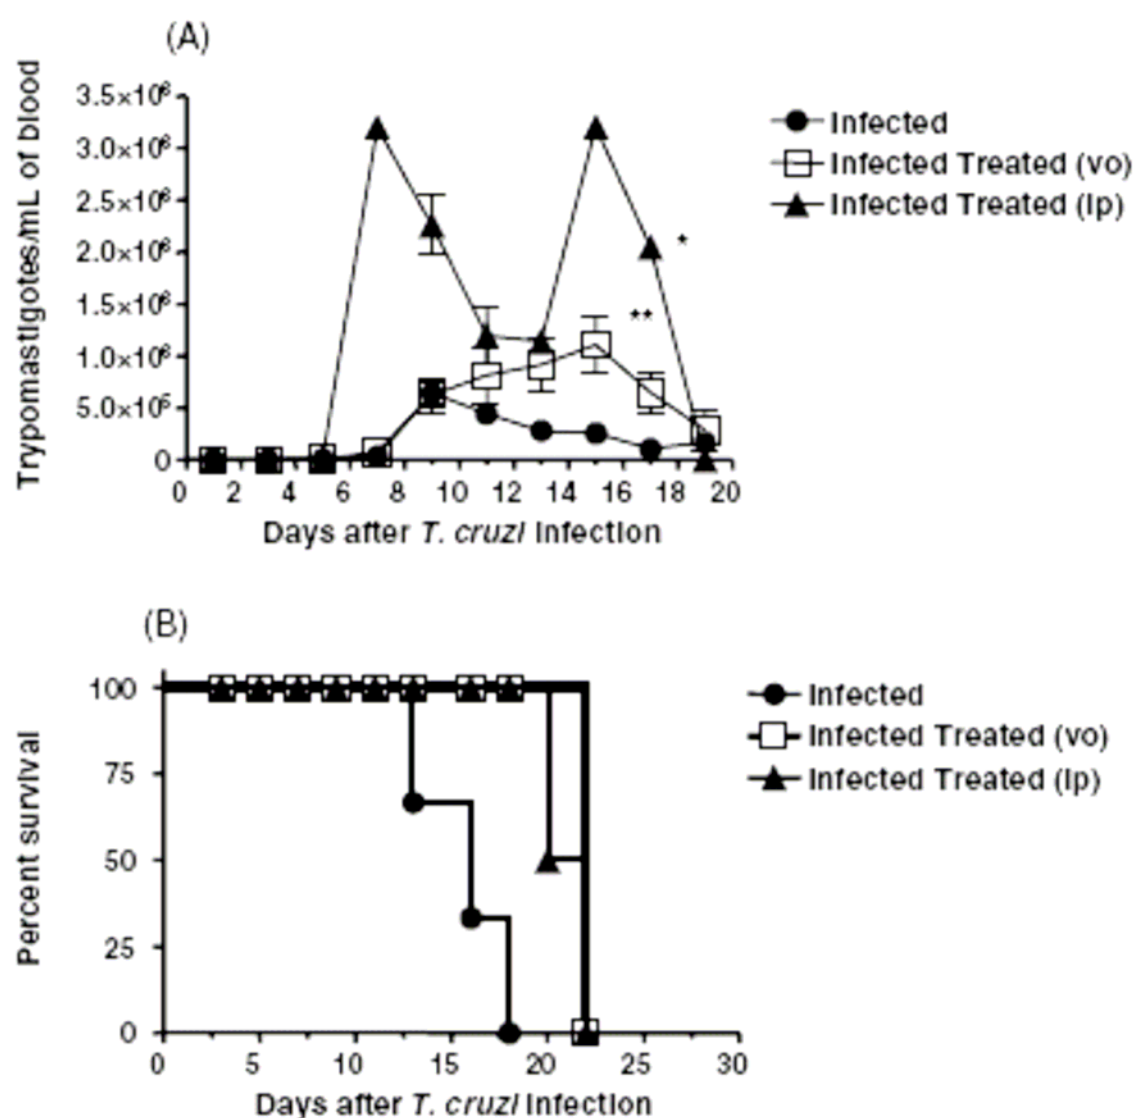 (A)
3.5×10⁶
3.0×10⁶
2.5×10⁶
2.0×10⁶
1.5×10⁶
1.0×10⁶
5.0×10⁵
0
Trypomastigotes/mL of blood
0 2 4 6 8 10 12 14 16 18 20
Days after T. cruzi Infection
Infected
Infected Treated (vo)
Infected Treated (Ip)
*
**
(B)
100
75
50
25
0
Percent survival
0 5 10 15 20 25 30
Days after T. cruzi Infection
Infected
Infected Treated (vo)
Infected Treated (Ip)